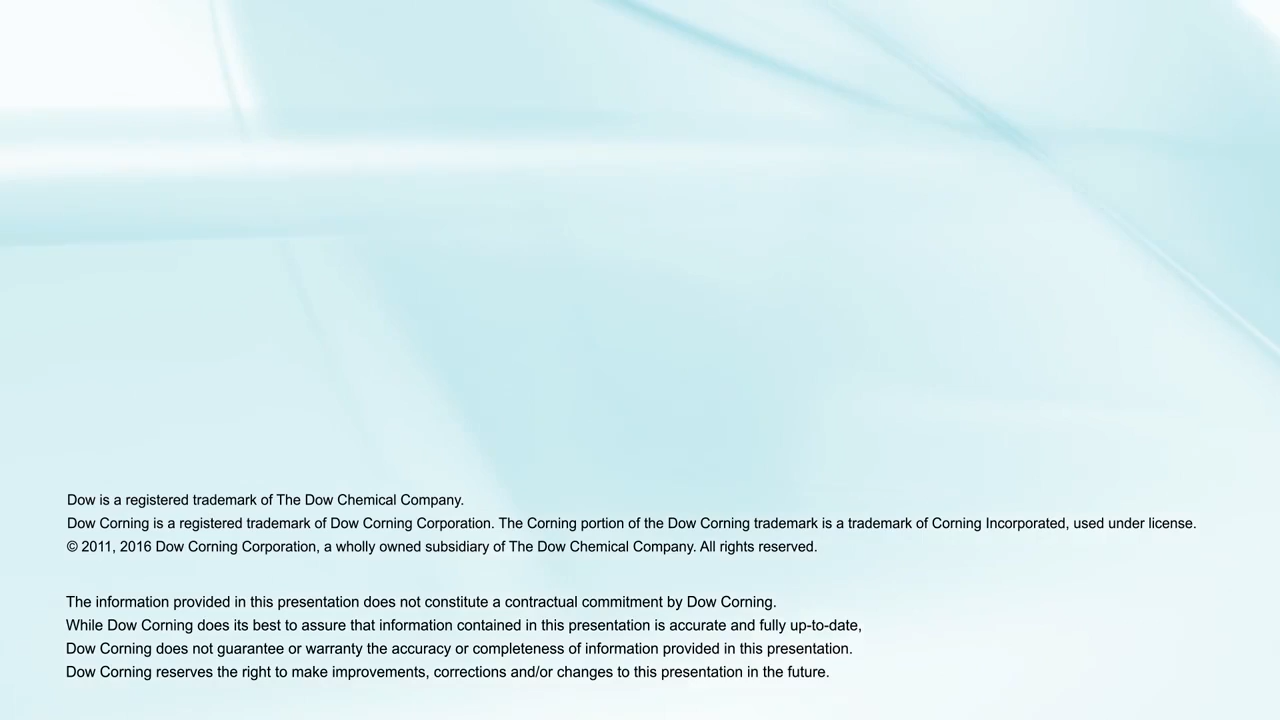 Dow is a registered trademark of The Dow Chemical Company.
Dow Corning is a registered trademark of Dow Corning Corporation. The Corning portion of the Dow Corning trademark is a trademark of Corning Incorporated, used under license.
© 2011, 2016 Dow Corning Corporation, a wholly owned subsidiary of The Dow Chemical Company. All rights reserved.
The information provided in this presentation does not constitute a contractual commitment by Dow Corning.
While Dow Corning does its best to assure that information contained in this presentation is accurate and fully up-to-date,
Dow Corning does not guarantee or warranty the accuracy or completeness of information provided in this presentation.
Dow Corning reserves the right to make improvements, corrections and/or changes to this presentation in the future.